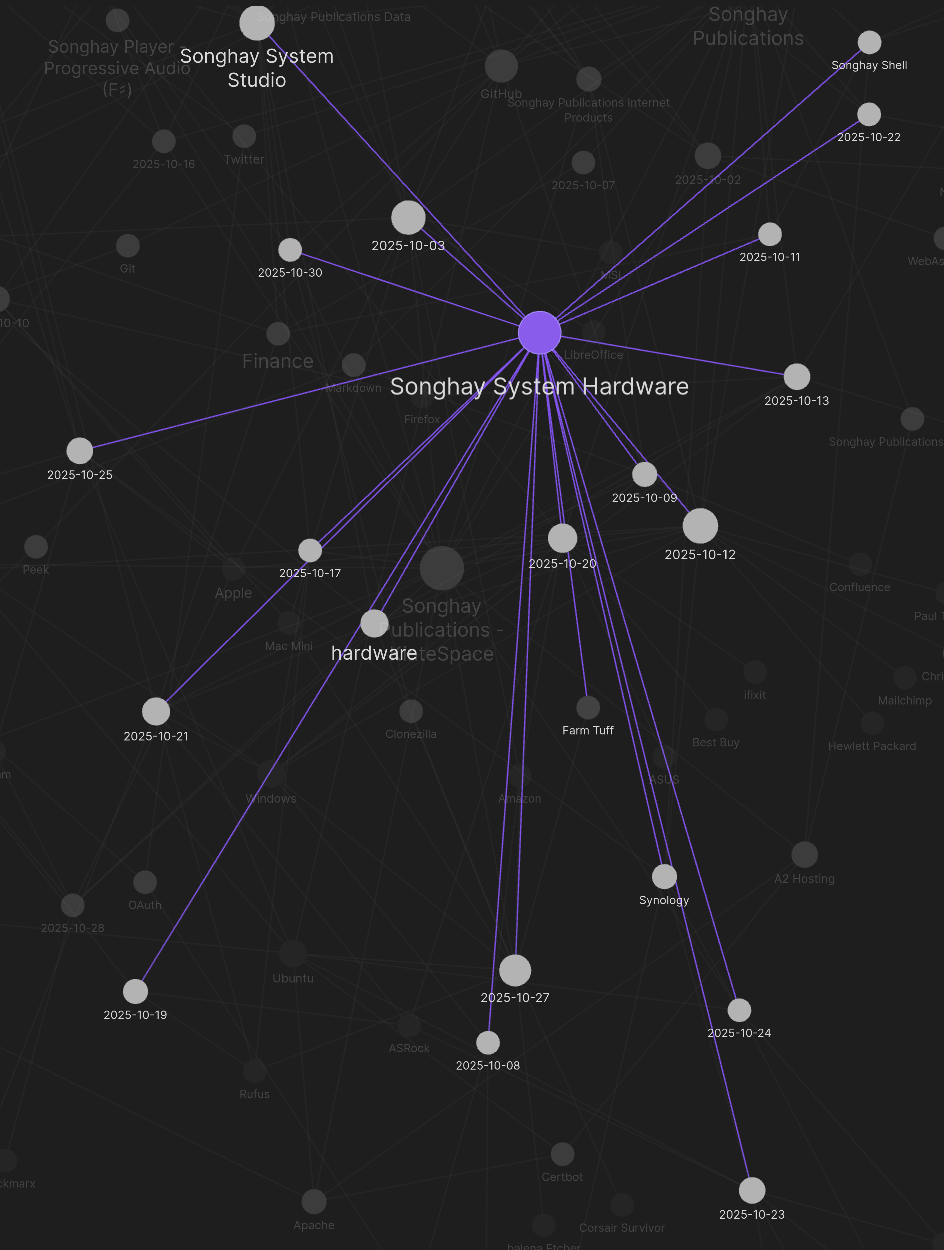 Songhay Publications Data
Songhay
Publications
Songhay Player -
Progressive Audio
(F♯)
Songhay System
Studio
Songhay Shell
GitHub
Songhay Publications Internet
Products
2025-10-22
2025-10-16
Twitter
2025-10-07
2025-10-02
2025-10-03
2025-10-30
2025-10-11
Git
MSI
WebAs
10-10
LibreOffice
Finance
Markdown
Songhay System Hardware
2025-10-13
Firefox
Songhay Publications
2025-10-25
2025-10-09
2025-10-12
2025-10-20
2025-10-17
Peek
Apple
Confluence
Songhay
Publications -
Paul
Mac Mini
hardware
iteSpace
Chri
ifixit
Mailchimp
2025-10-21
Clonezilla
Farm Tuff
Best Buy
Hewlett Packard
am
ASUS
Windows
Amazon
A2 Hosting
OAuth
Synology
2025-10-28
Ubuntu
2025-10-27
2025-10-19
2025-10-24
ASRock
2025-10-08
Rufus
Certbot
ckmarx
2025-10-23
Apache
Corsair Survivor
balena Etcher